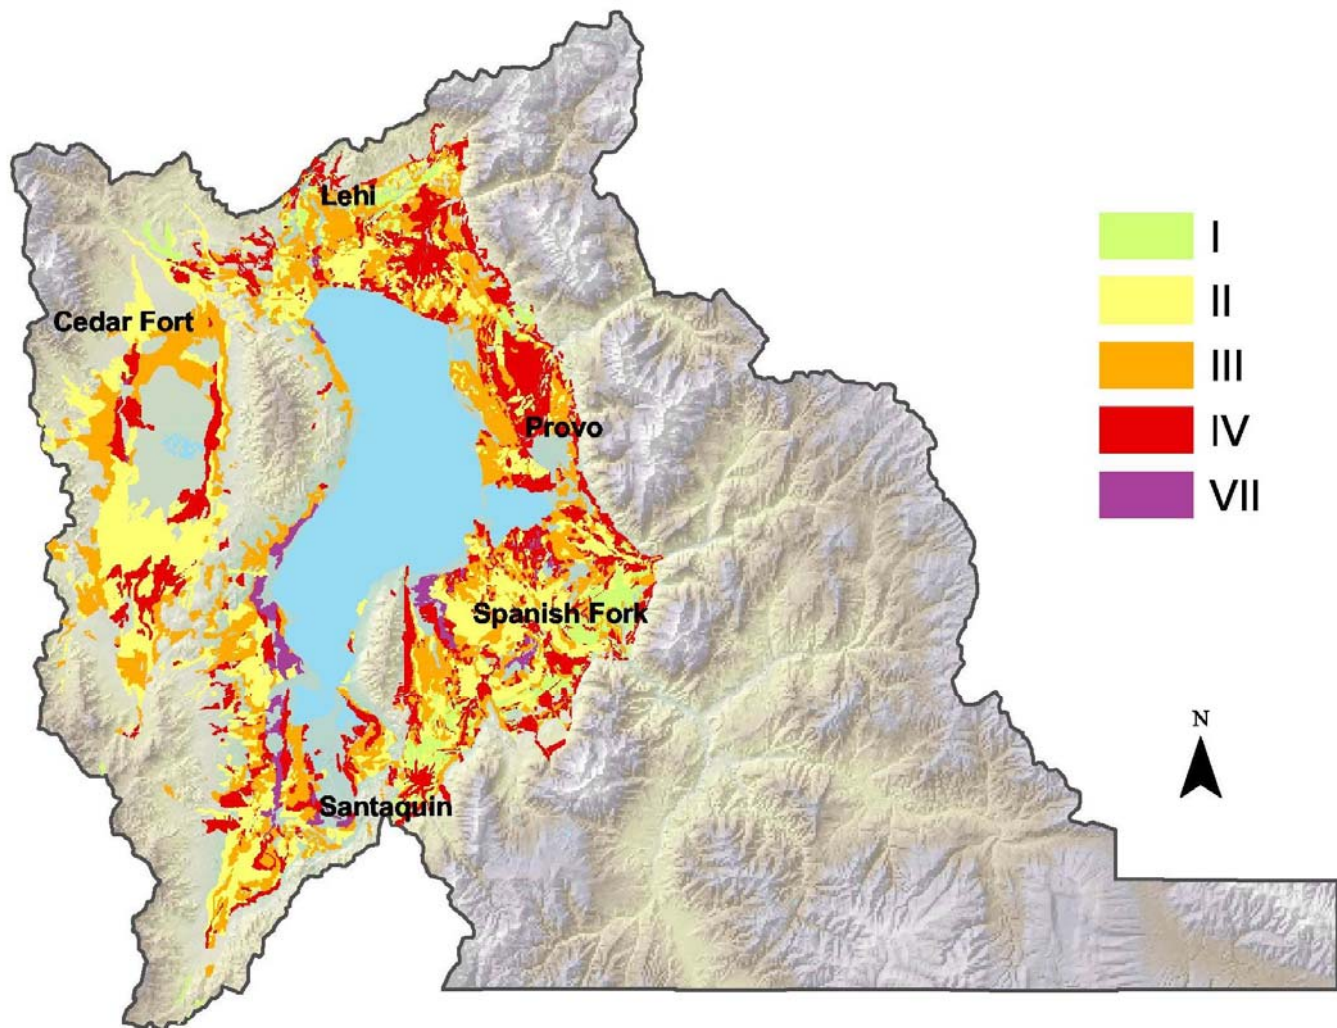 Lehi
Cedar Fort
Provo
Spanish Fork
Santaquin
I
II
III
IV
VII
N